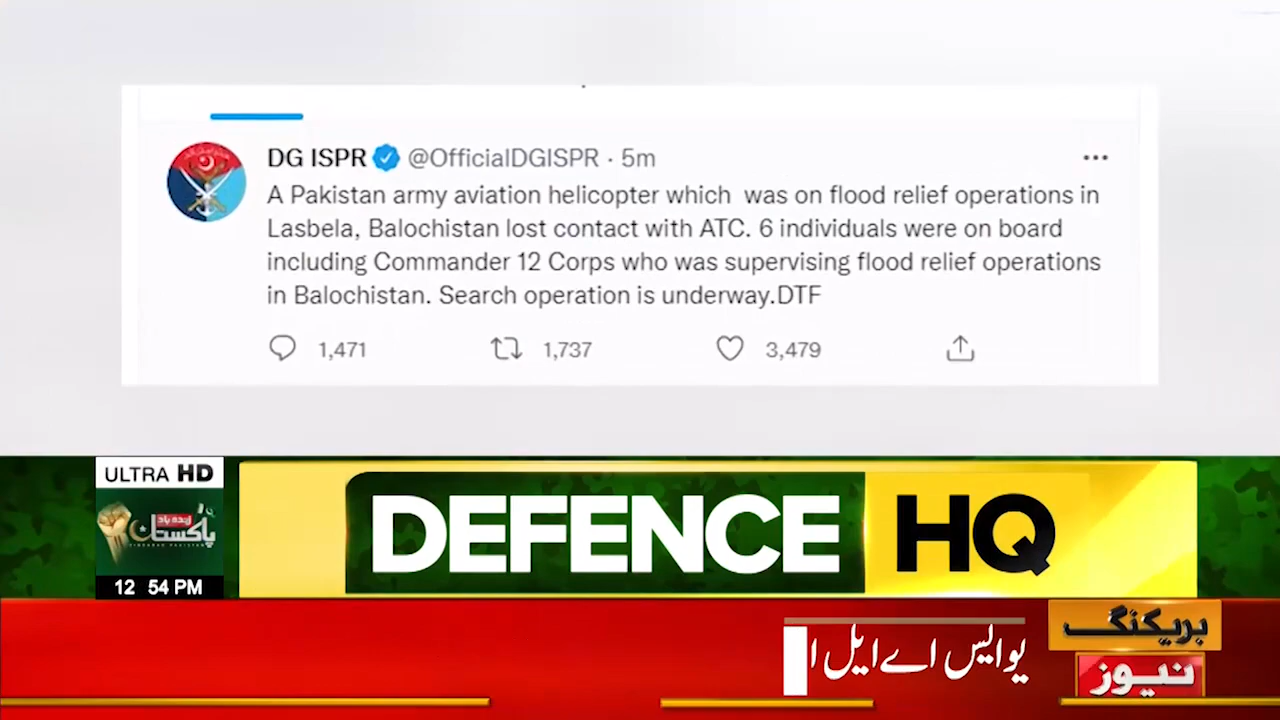 DG ISPR @OfficialDGISPR · 5m
A Pakistan army aviation helicopter which was on flood relief operations in
Lasbela, Balochistan lost contact with ATC. 6 individuals were on board
including Commander 12 Corps who was supervising flood relief operations
in Balochistan. Search operation is underway.DTF
1,471 1,737 3,479
ULTRA HD
زندہ باد
پاکستان
12 54 PM
DEFENCE HQ
بریکنگ
نیوز
یو ایس اے ایل ا